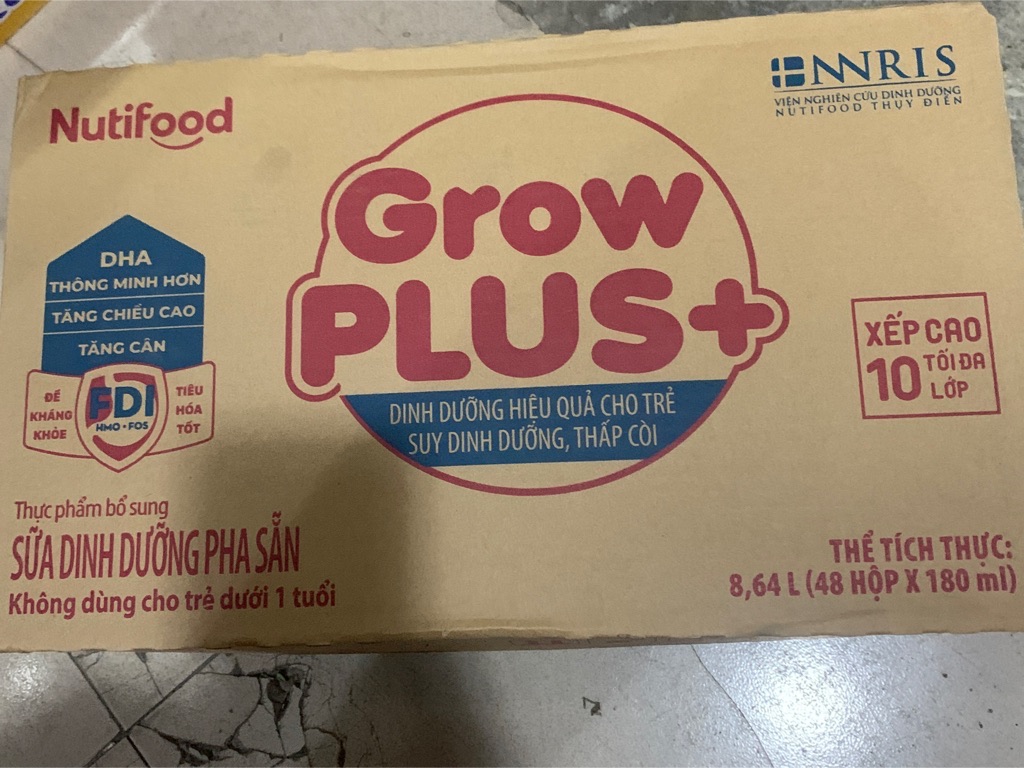 Nutifood
NNRIS
VIỆN NGHIÊN CỨU DINH DƯỠNG
NUTIFOOD THỤY ĐIỂN
Grow
PLUS+
DINH DƯỠNG HIỆU QUẢ CHO TRẺ
SUY DINH DƯỠNG, THẤP CÒI
DHA
THÔNG MINH HƠN
TĂNG CHIỀU CAO
TĂNG CÂN
ĐỀ
KHÁNG
KHỎE
FDI
HMO • FOS
TIÊU
HÓA
TỐT
XẾP CAO
10 TỐI ĐA
LỚP
Thực phẩm bổ sung
SỮA DINH DƯỠNG PHA SẴN
Không dùng cho trẻ dưới 1 tuổi
THỂ TÍCH THỰC:
8,64 L (48 HỘP X 180 ml)